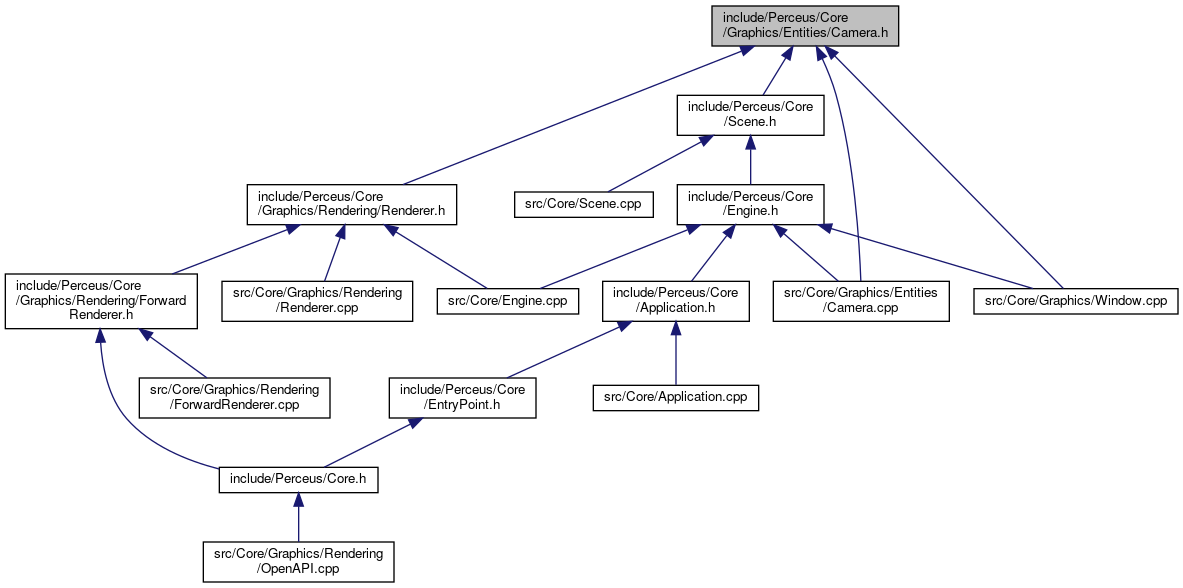 include/Perceus/Core
/Graphics/Entities/Camera.h
include/Perceus/Core
/Scene.h
include/Perceus/Core
/Graphics/Rendering/Renderer.h
src/Core/Scene.cpp
include/Perceus/Core
/Engine.h
include/Perceus/Core
/Graphics/Rendering/Forward
Renderer.h
src/Core/Graphics/Rendering
/Renderer.cpp
src/Core/Engine.cpp
include/Perceus/Core
/Application.h
src/Core/Graphics/Entities
/Camera.cpp
src/Core/Graphics/Window.cpp
src/Core/Graphics/Rendering
/ForwardRenderer.cpp
include/Perceus/Core
/EntryPoint.h
src/Core/Application.cpp
include/Perceus/Core.h
src/Core/Graphics/Rendering
/OpenAPI.cpp